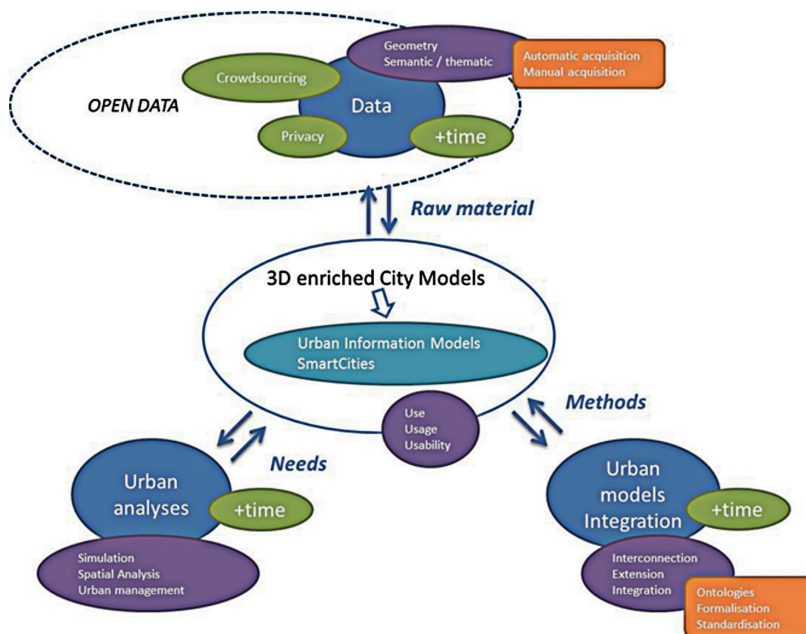 Geometry
Semantic / thematic
Automatic acquisition
Manual acquisition
Crowdsourcing
OPEN DATA
Data
Privacy
+time
Raw material
3D enriched City Models
Urban Information Models
SmartCities
Use
Usage
Usability
Methods
Needs
Urban
analyses
+time
Simulation
Spatial Analysis
Urban management
Urban
models
Integration
+time
Interconnection
Extension
Integration
Ontologies
Formalisation
Standardisation